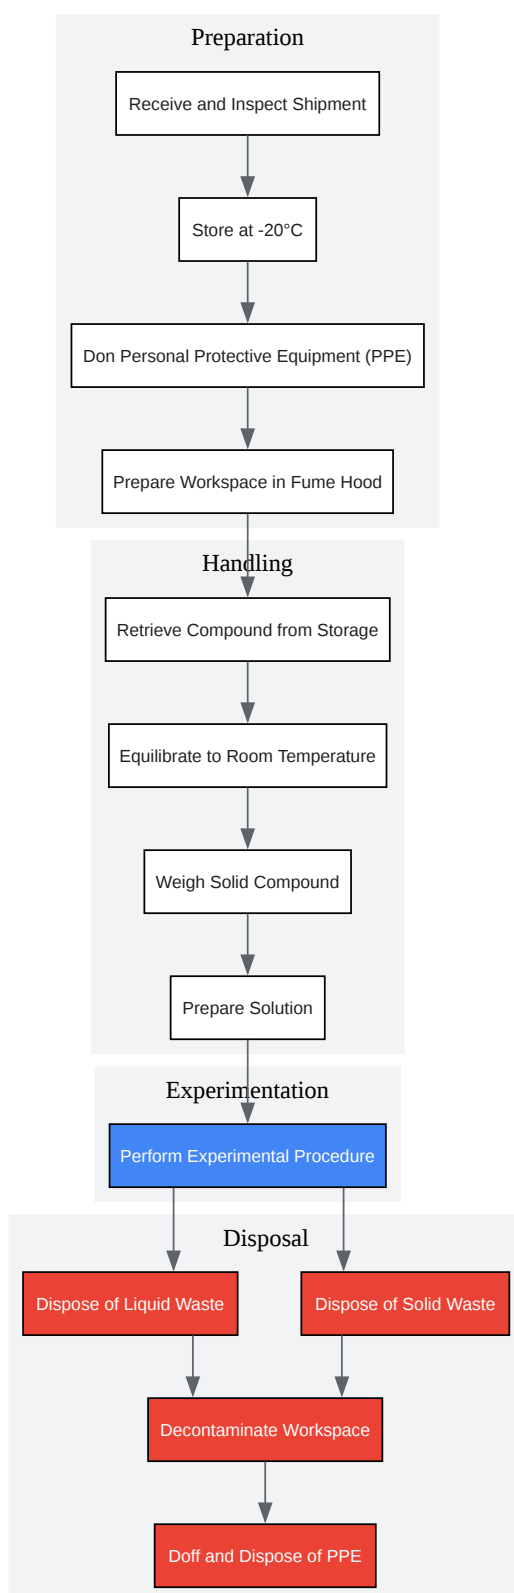 Preparation
Receive and Inspect Shipment
Store at -20°C
Don Personal Protective Equipment (PPE)
Prepare Workspace in Fume Hood
Handling
Retrieve Compound from Storage
Equilibrate to Room Temperature
Weigh Solid Compound
Prepare Solution
Experimentation
Perform Experimental Procedure
Disposal
Dispose of Liquid Waste
Dispose of Solid Waste
Decontaminate Workspace
Doff and Dispose of PPE